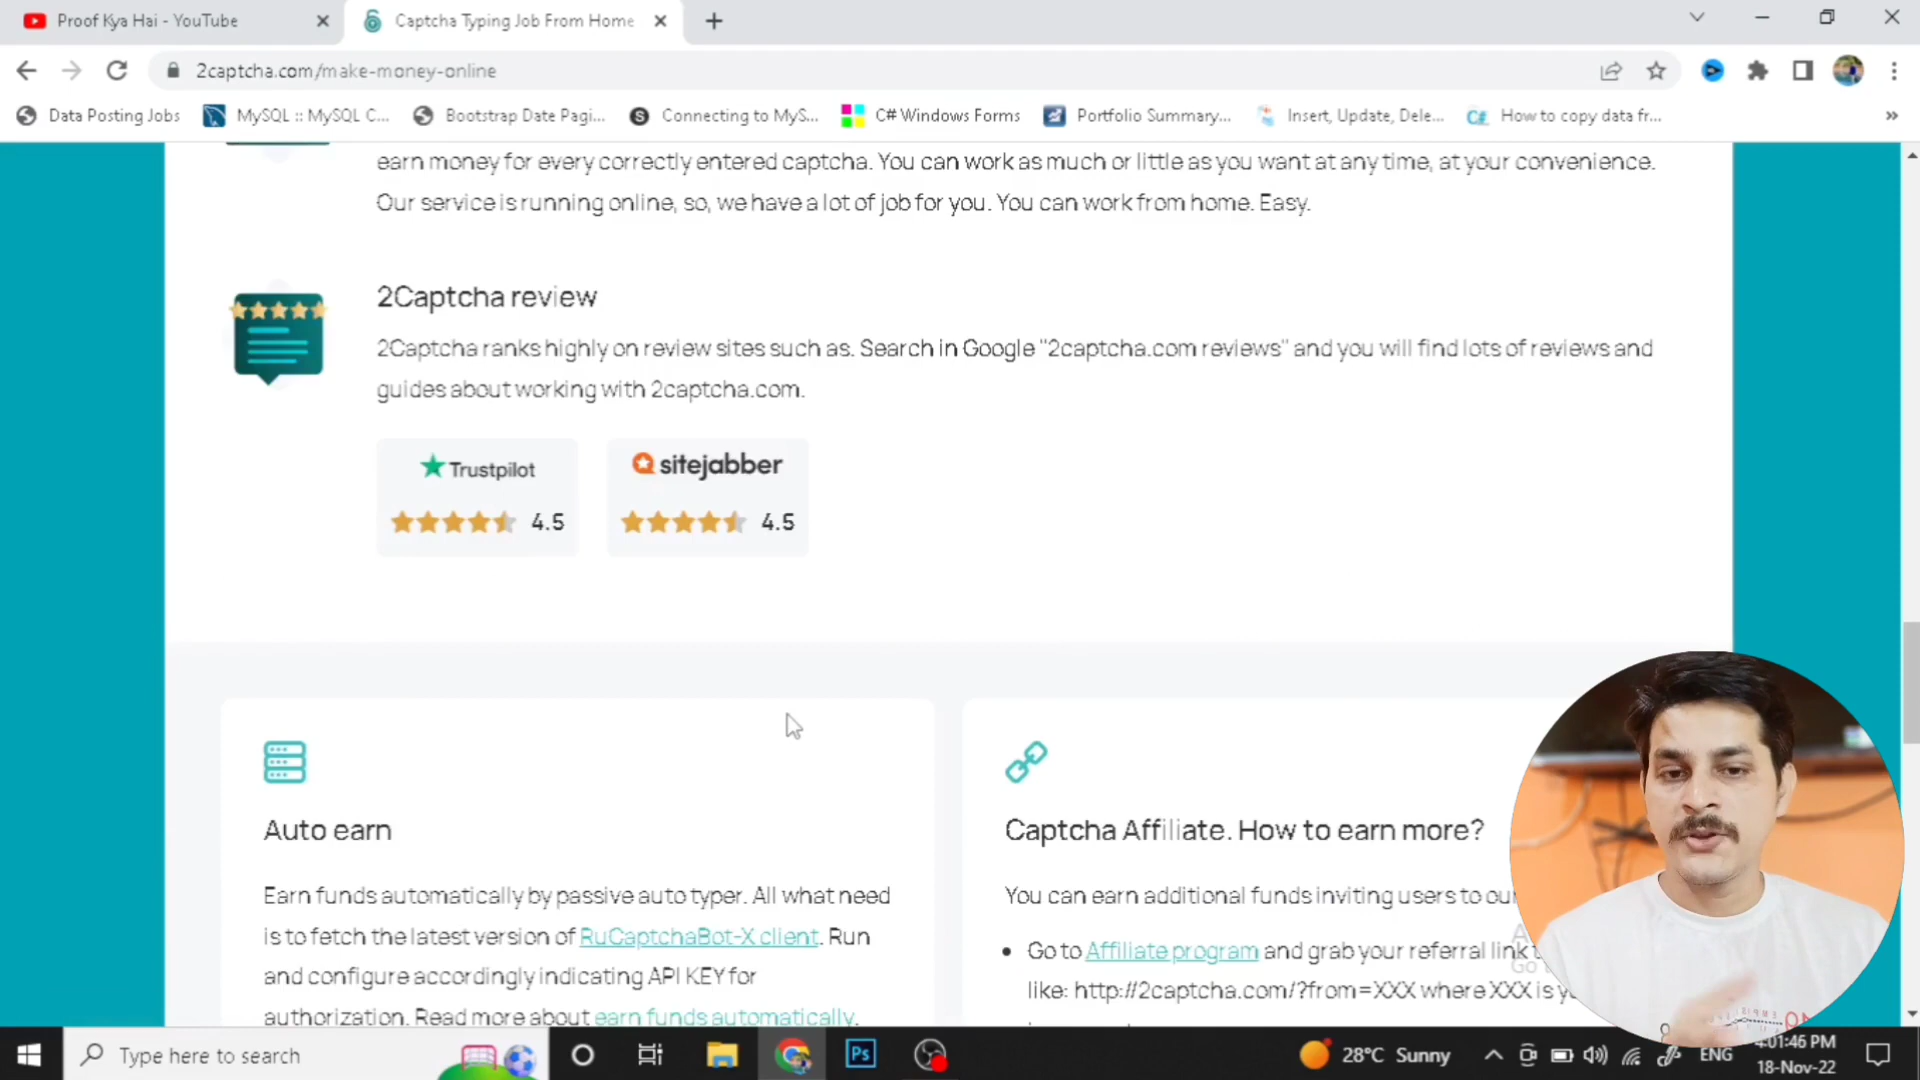 Proof Kya Hai - YouTube
Captcha Typing Job From Home
2captcha.com/make-money-online
Data Posting Jobs
MySQL :: MySQL C...
Bootstrap Date Pagi...
Connecting to MyS...
C# Windows Forms
Portfolio Summary...
Insert, Update, Dele...
How to copy data fr...
earn money for every correctly entered captcha. You can work as much or little as you want at any time, at your convenience.
Our service is running online, so, we have a lot of job for you. You can work from home. Easy.
2Captcha review
2Captcha ranks highly on review sites such as. Search in Google "2captcha.com reviews" and you will find lots of reviews and
guides about working with 2captcha.com.
Trustpilot
4.5
sitejabber
4.5
Auto earn
Earn funds automatically by passive auto typer. All what need
is to fetch the latest version of RuCaptchaBot-X client. Run
and configure accordingly indicating API KEY for
authorization. Read more about earn funds automatically.
Captcha Affiliate. How to earn more?
You can earn additional funds inviting users to our
Go to Affiliate program and grab your referral link
like: http://2captcha.com/?from=XXX where XXX is
Type here to search
Ps
28°C Sunny
ENG
4:01:46 PM
18-Nov-22